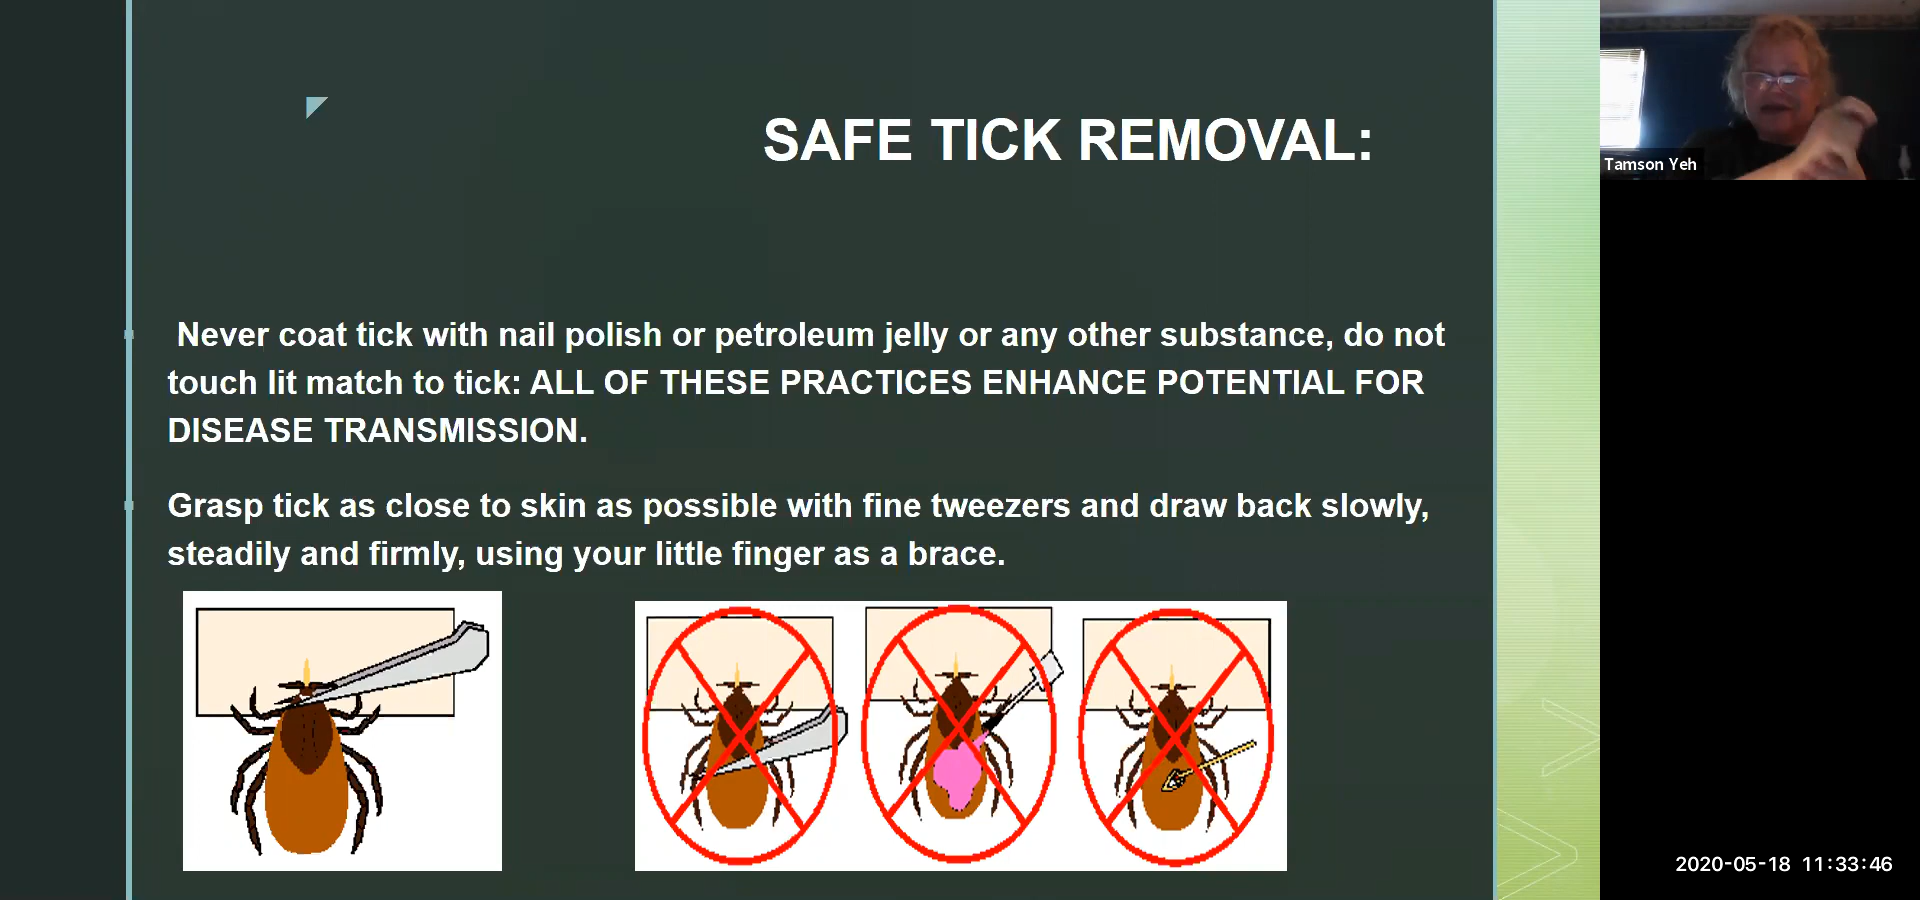 SAFE TICK REMOVAL:
Never coat tick with nail polish or petroleum jelly or any other substance, do not
touch lit match to tick: ALL OF THESE PRACTICES ENHANCE POTENTIAL FOR
DISEASE TRANSMISSION.
Grasp tick as close to skin as possible with fine tweezers and draw back slowly,
steadily and firmly, using your little finger as a brace.
Tamson Yeh
2020-05-18 11:33:46